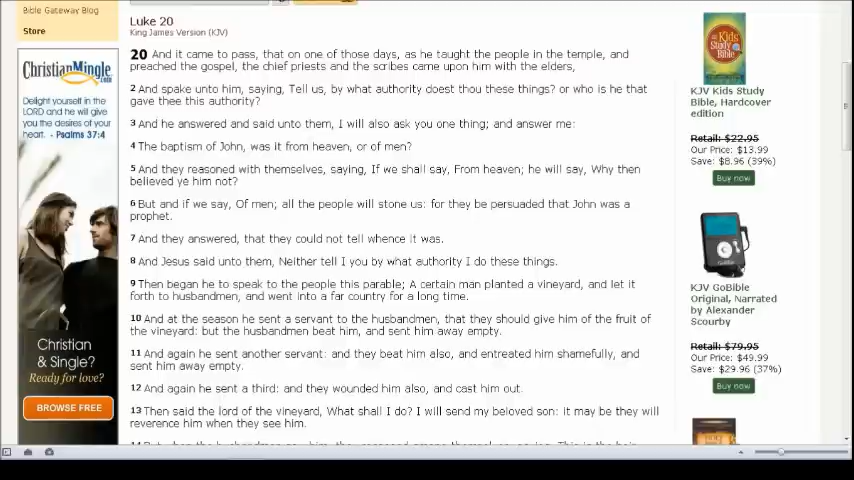 Bible Gateway Blog
Store
ChristianMingle.com
Delight yourself in the
LORD and he will give
you the desires of your
heart. - Psalms 37:4
Christian
& Single?
Ready for love?
BROWSE FREE
Luke 20
King James Version (KJV)
20 And it came to pass, that on one of those days, as he taught the people in the temple, and
preached the gospel, the chief priests and the scribes came upon him with the elders,
2 And spake unto him, saying, Tell us, by what authority doest thou these things? or who is he that
gave thee this authority?
3 And he answered and said unto them, I will also ask you one thing; and answer me:
4 The baptism of John, was it from heaven, or of men?
5 And they reasoned with themselves, saying, If we shall say, From heaven; he will say, Why then
believed ye him not?
6 But and if we say, Of men; all the people will stone us: for they be persuaded that John was a
prophet.
7 And they answered, that they could not tell whence it was.
8 And Jesus said unto them, Neither tell I you by what authority I do these things.
9 Then began he to speak to the people this parable; A certain man planted a vineyard, and let it
forth to husbandmen, and went into a far country for a long time.
10 And at the season he sent a servant to the husbandmen, that they should give him of the fruit of
the vineyard: but the husbandmen beat him, and sent him away empty.
11 And again he sent another servant: and they beat him also, and entreated him shamefully, and
sent him away empty.
12 And again he sent a third: and they wounded him also, and cast him out.
13 Then said the lord of the vineyard, What shall I do? I will send my beloved son: it may be they will
reverence him when they see him.
Kids
Study
Bible
KJV Kids Study
Bible, Hardcover
edition
Retail: $22.95
Our Price: $13.99
Save: $8.96 (39%)
Buy now
KJV GoBible
Original, Narrated
by Alexander
Scourby
Retail: $79.95
Our Price: $49.99
Save: $29.96 (37%)
Buy now